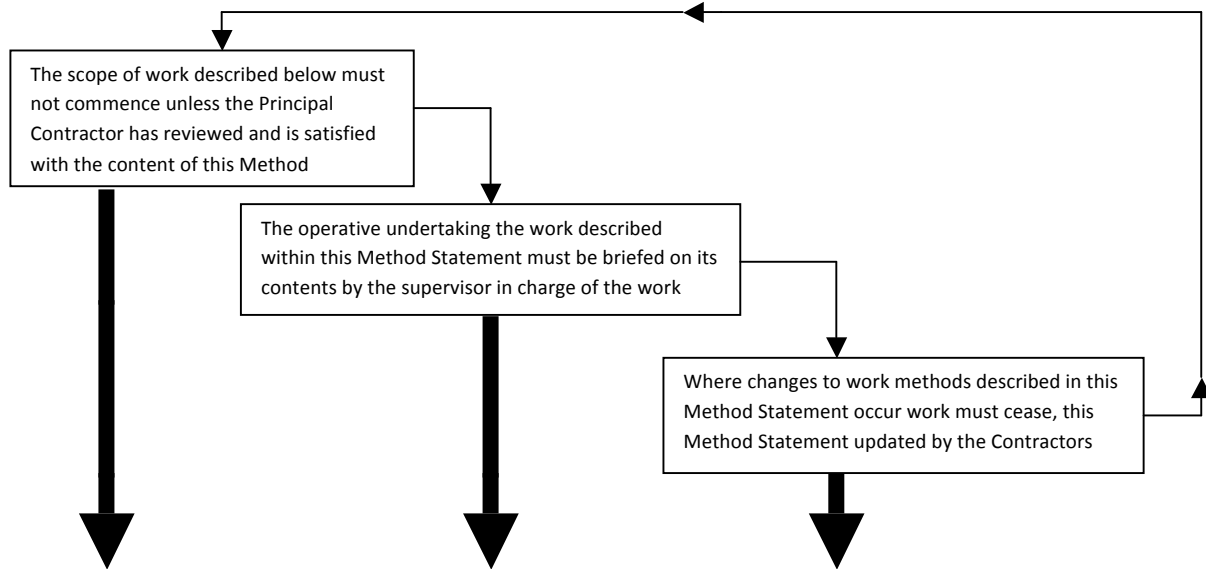 The scope of work described below must
not commence unless the Principal
Contractor has reviewed and is satisfied
with the content of this Method
The operative undertaking the work described
within this Method Statement must be briefed on its
contents by the supervisor in charge of the work
Where changes to work methods described in this
Method Statement occur work must cease, this
Method Statement updated by the Contractors